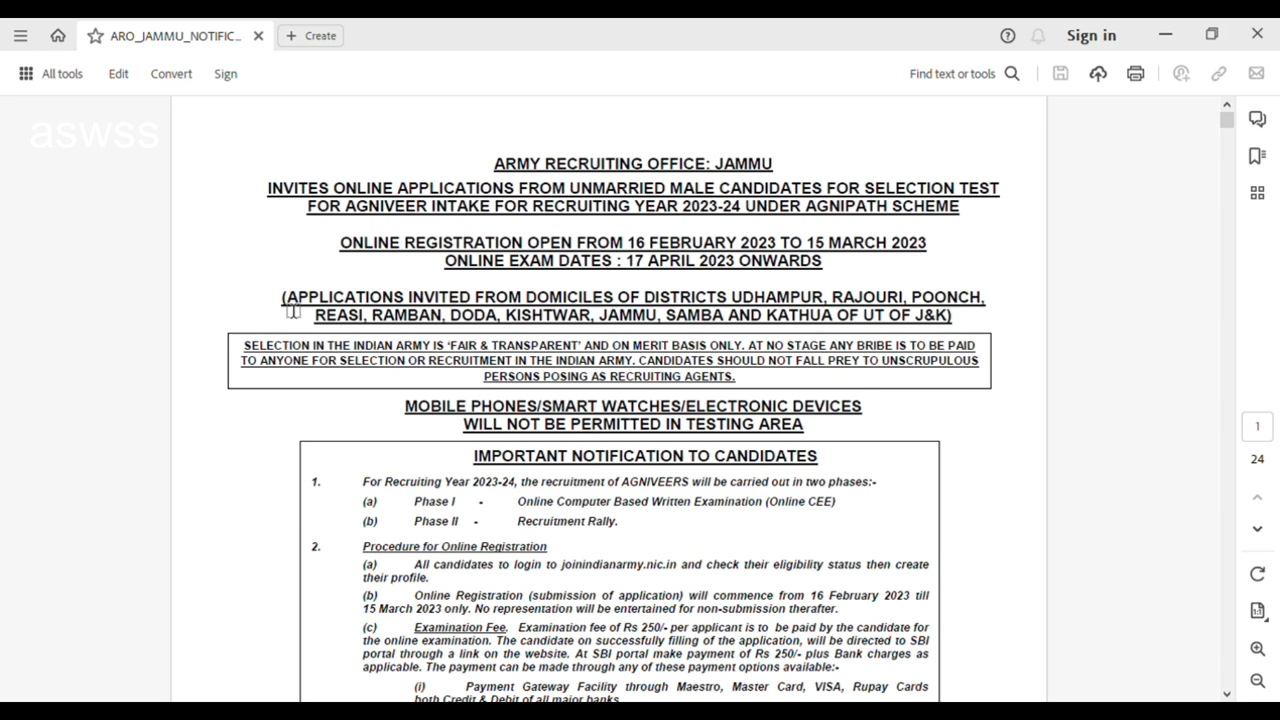 ARO_JAMMU_NOTIFIC...
Create
Sign in
All tools
Edit
Convert
Sign
Find text or tools
aswss
ARMY RECRUITING OFFICE: JAMMU
INVITES ONLINE APPLICATIONS FROM UNMARRIED MALE CANDIDATES FOR SELECTION TEST
FOR AGNIVEER INTAKE FOR RECRUITING YEAR 2023-24 UNDER AGNIPATH SCHEME
ONLINE REGISTRATION OPEN FROM 16 FEBRUARY 2023 TO 15 MARCH 2023
ONLINE EXAM DATES : 17 APRIL 2023 ONWARDS
(APPLICATIONS INVITED FROM DOMICILES OF DISTRICTS UDHAMPUR, RAJOURI, POONCH,
REASI, RAMBAN, DODA, KISHTWAR, JAMMU, SAMBA AND KATHUA OF UT OF J&K)
SELECTION IN THE INDIAN ARMY IS ‘FAIR & TRANSPARENT’ AND ON MERIT BASIS ONLY. AT NO STAGE ANY BRIBE IS TO BE PAID
TO ANYONE FOR SELECTION OR RECRUITMENT IN THE INDIAN ARMY. CANDIDATES SHOULD NOT FALL PREY TO UNSCRUPULOUS
PERSONS POSING AS RECRUITING AGENTS.
MOBILE PHONES/SMART WATCHES/ELECTRONIC DEVICES
WILL NOT BE PERMITTED IN TESTING AREA
IMPORTANT NOTIFICATION TO CANDIDATES
1. For Recruiting Year 2023-24, the recruitment of AGNIVEERS will be carried out in two phases:-
(a) Phase I - Online Computer Based Written Examination (Online CEE)
(b) Phase II - Recruitment Rally.
2. Procedure for Online Registration
(a) All candidates to login to joinindianarmy.nic.in and check their eligibility status then create
their profile.
(b) Online Registration (submission of application) will commence from 16 February 2023 till
15 March 2023 only. No representation will be entertained for non-submission therafter.
(c) Examination Fee. Examination fee of Rs 250/- per applicant is to be paid by the candidate for
the online examination. The candidate on successfully filling of the application, will be directed to SBI
portal through a link on the website. At SBI portal make payment of Rs 250/- plus Bank charges as
applicable. The payment can be made through any of these payment options available:-
(i) Payment Gateway Facility through Maestro, Master Card, VISA, Rupay Cards
both Credit & Debit of all major banks.
1
24